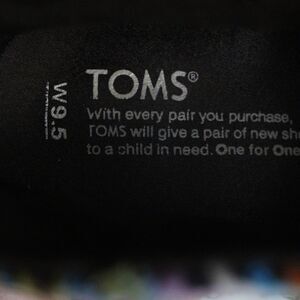 TOMS®
With every pair you purchase,
TOMS will give a pair of new sh
to a child in need. One for One
W9.5